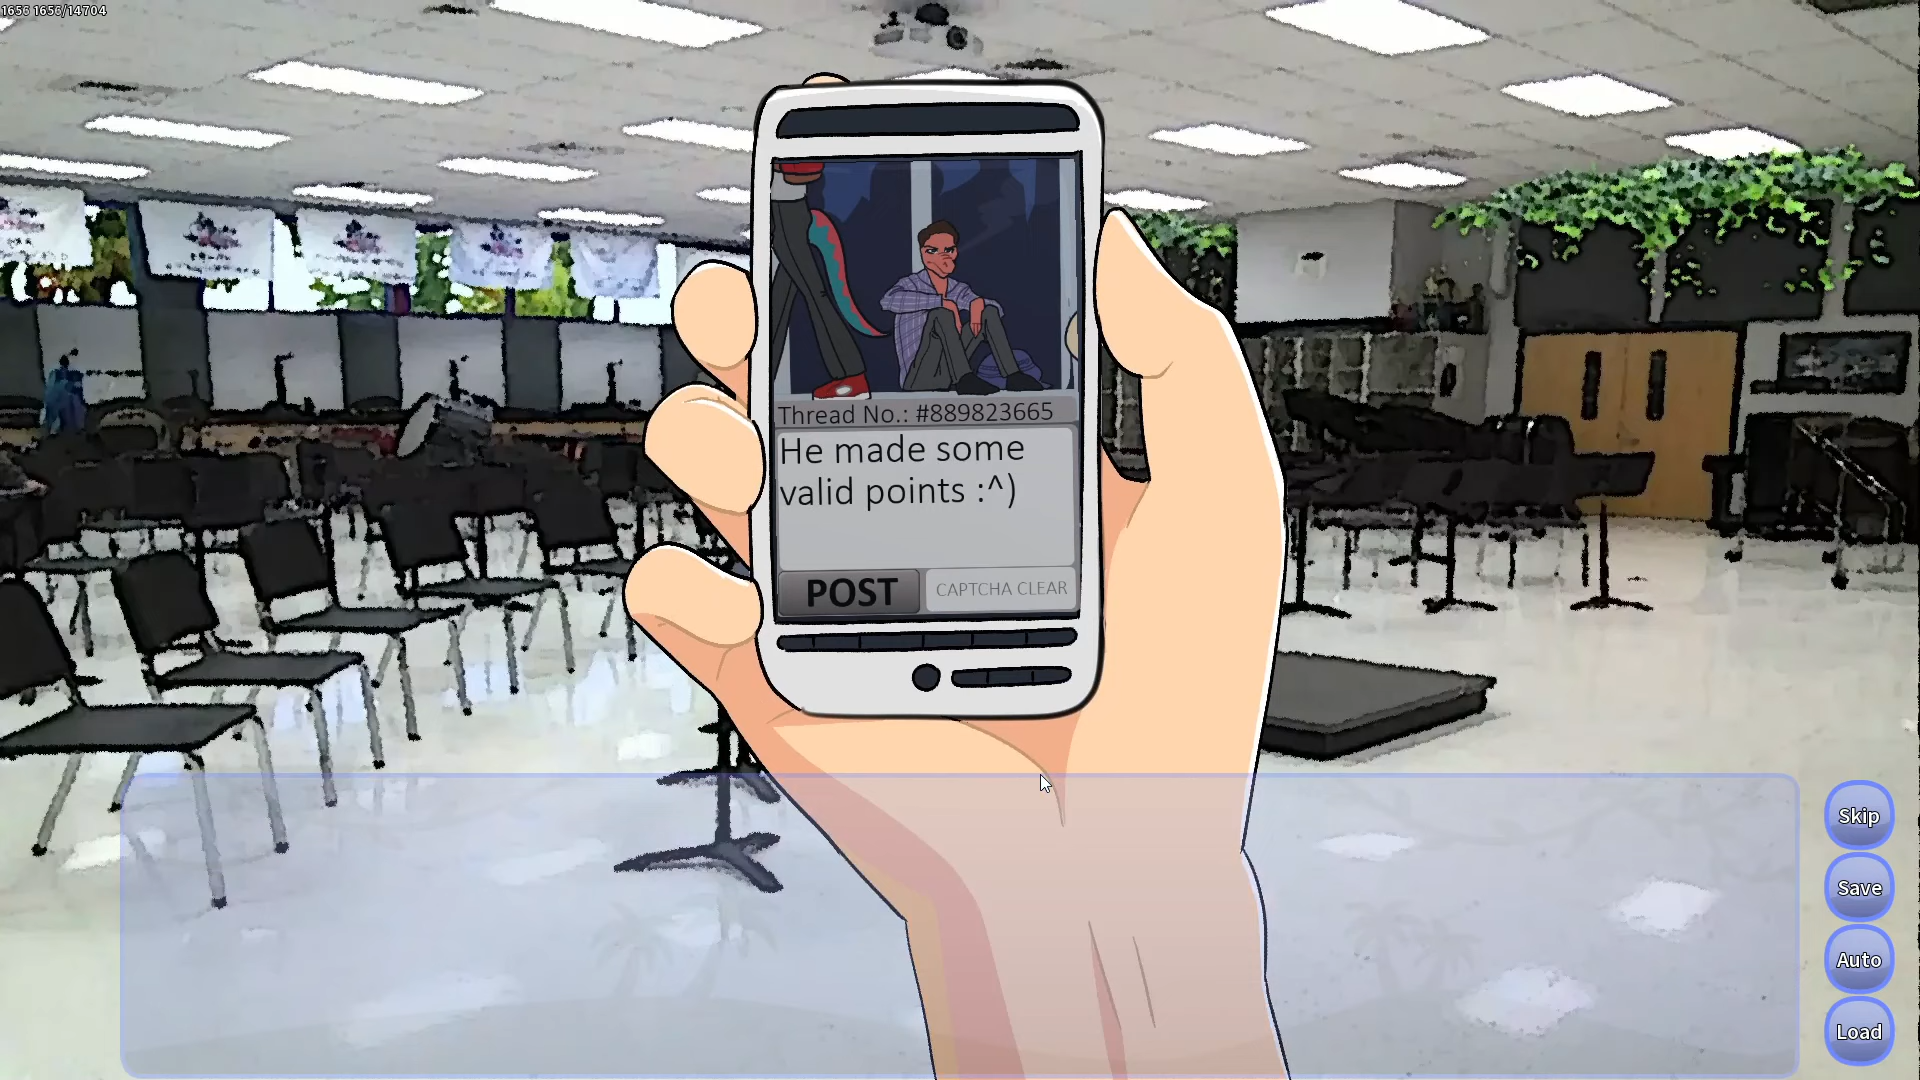 1656 1656/14704
Thread No.: #889823665
He made some
valid points :^)
POST
CAPTCHA CLEAR
Skip
Save
Auto
Load